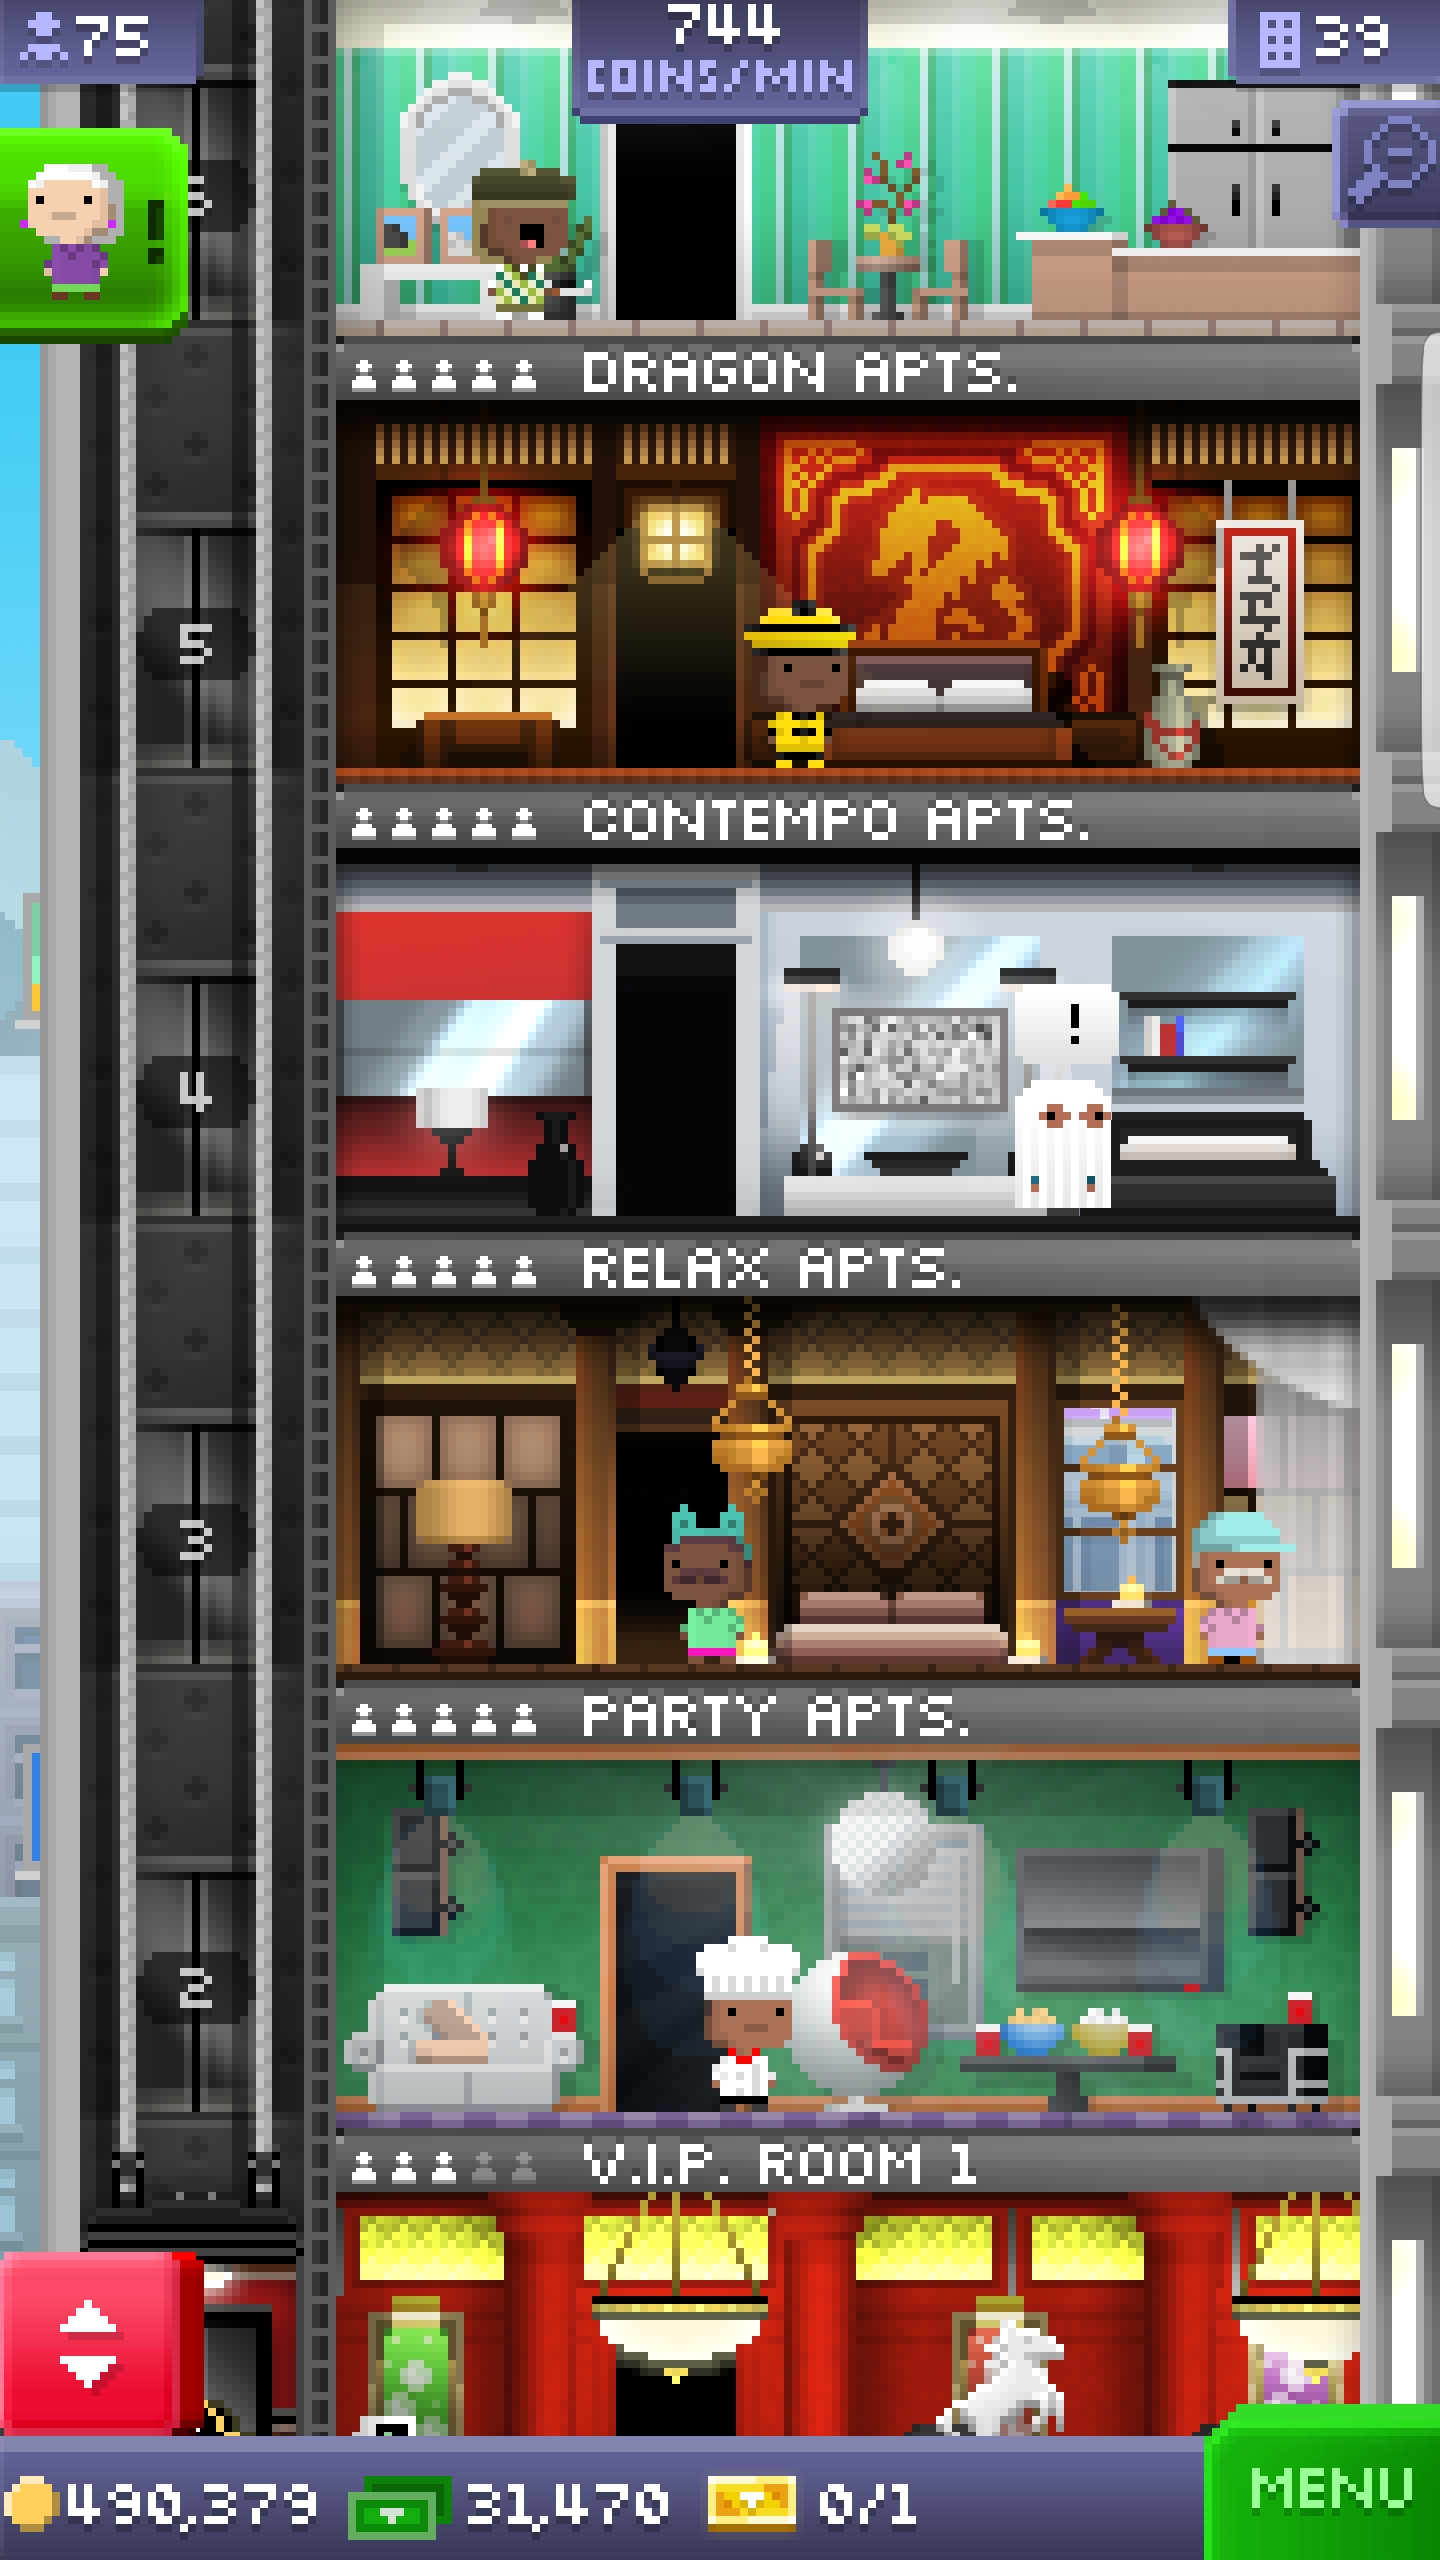 75
744
COINS/MIN
39
!
DRAGON APTS.
5
CONTEMPO APTS.
4
!
RELAX APTS.
3
PARTY APTS.
2
V.I.P. ROOM 1
490,379
31,470
0/1
MENU